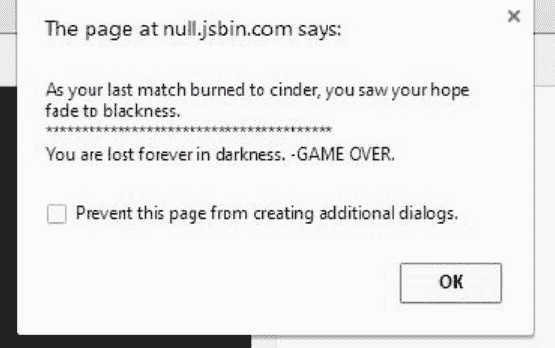 The page at null.jsbin.com says:
As your last match burned to cinder, you saw your hope
fade to blackness.
****************************************
You are lost forever in darkness. -GAME OVER.
Prevent this page from creating additional dialogs.
OK